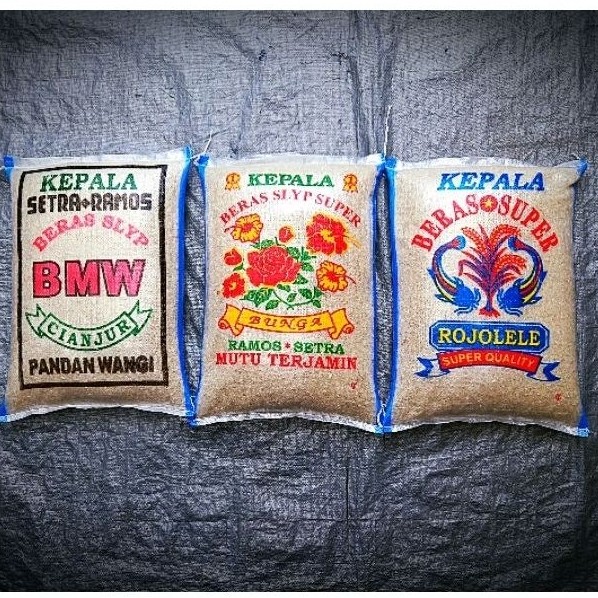 KEPALA
SETRA★RAMOS
BERAS SLYP
BMW
CIANJUR
PANDAN WANGI
KEPALA
BERAS SLYP SUPER
BUNGA
RAMOS * SETRA
MUTU TERJAMIN
KEPALA
BERAS SUPER
ROJOLELE
SUPER QUALITY